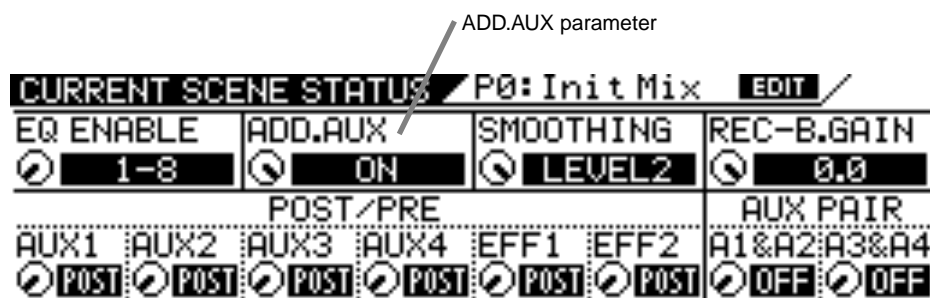 ADD.AUX parameter
CURRENT SCENE STATUS P0:Init Mix EDIT
EQ ENABLE ADD.AUX SMOOTHING REC-B.GAIN
1-8 ON LEVEL2 0.0
POST/PRE AUX PAIR
AUX1 AUX2 AUX3 AUX4 EFF1 EFF2 A1&A2 A3&A4
POST POST POST POST POST POST OFF OFF